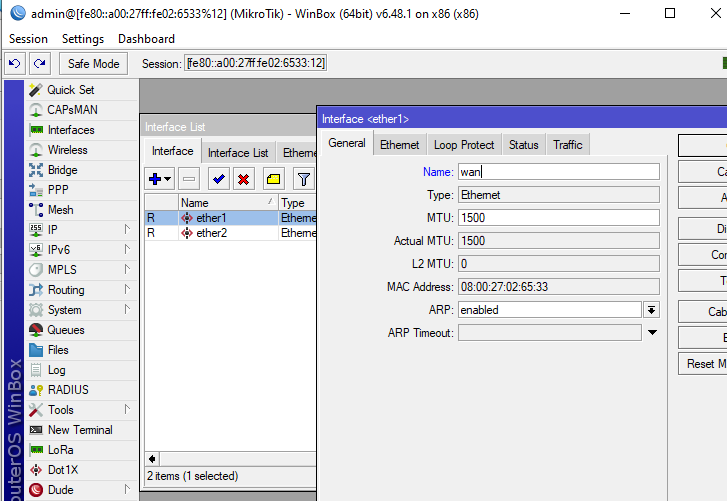 admin@[fe80::a00:27ff:fe02:6533%12] (MikroTik) - WinBox (64bit) v6.48.1 on x86 (x86)
Session Settings Dashboard
Safe Mode Session: [fe80::a00:27ff:fe02:6533:12]
uterOS WinBox
Quick Set
CAPsMAN
Interfaces
Wireless
Bridge
PPP
Mesh
IP
IPv6
MPLS
Routing
System
Queues
Files
Log
RADIUS
Tools
New Terminal
LoRa
Dot1X
Dude
Interface List
Interface Interface List Etherne
Name Type
R ether1 Etherne
R ether2 Etherne
2 items (1 selected)
Interface <ether1>
General Ethernet Loop Protect Status Traffic
Name: wan
Type: Ethernet
MTU: 1500
Actual MTU: 1500
L2 MTU: 0
MAC Address: 08:00:27:02:65:33
ARP: enabled
ARP Timeout:
Ca
A
Di
Con
T
Cab
Reset M